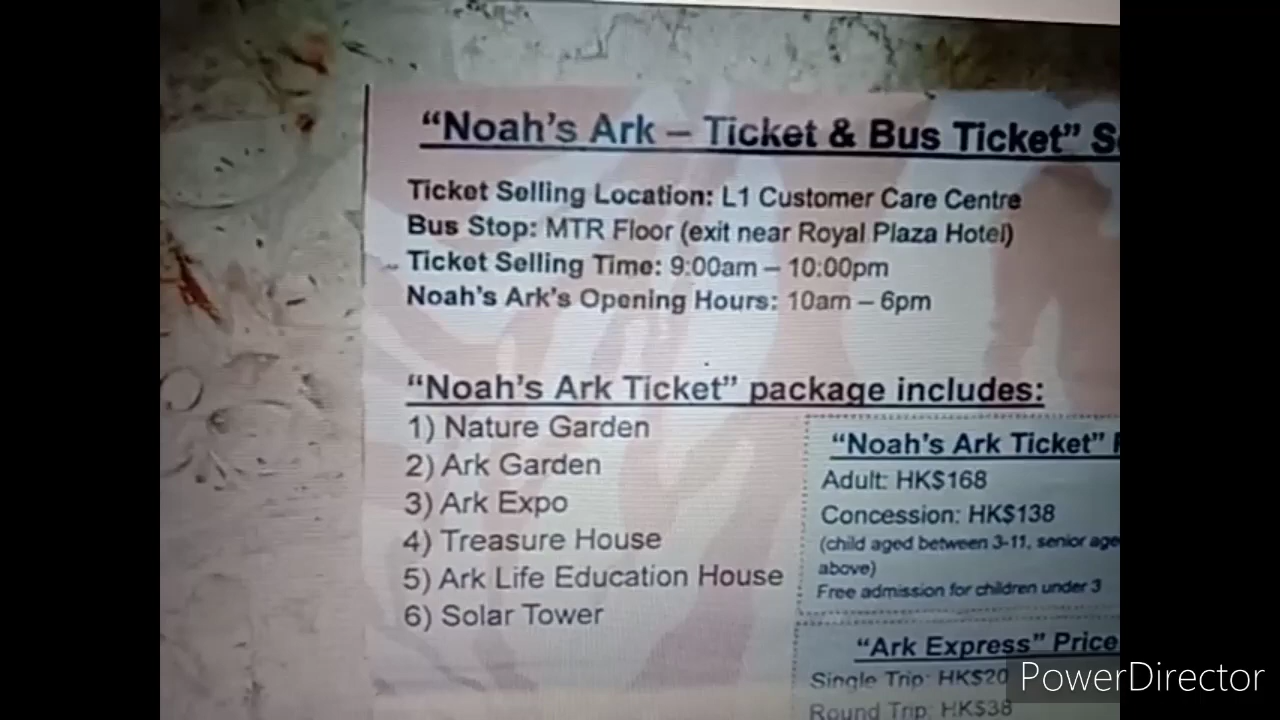 “Noah’s Ark – Ticket & Bus Ticket”
Ticket Selling Location: L1 Customer Care Centre
Bus Stop: MTR Floor (exit near Royal Plaza Hotel)
Ticket Selling Time: 9:00am – 10:00pm
Noah’s Ark’s Opening Hours: 10am – 6pm
“Noah’s Ark Ticket” package includes:
1) Nature Garden
2) Ark Garden
3) Ark Expo
4) Treasure House
5) Ark Life Education House
6) Solar Tower
“Noah’s Ark Ticket”
Adult: HK$168
Concession: HK$138
(child aged between 3-11, senior
above)
Free admission for children under 3
“Ark Express” Price
Single Trip: HK$20
Round Trip: HK$38
PowerDirector